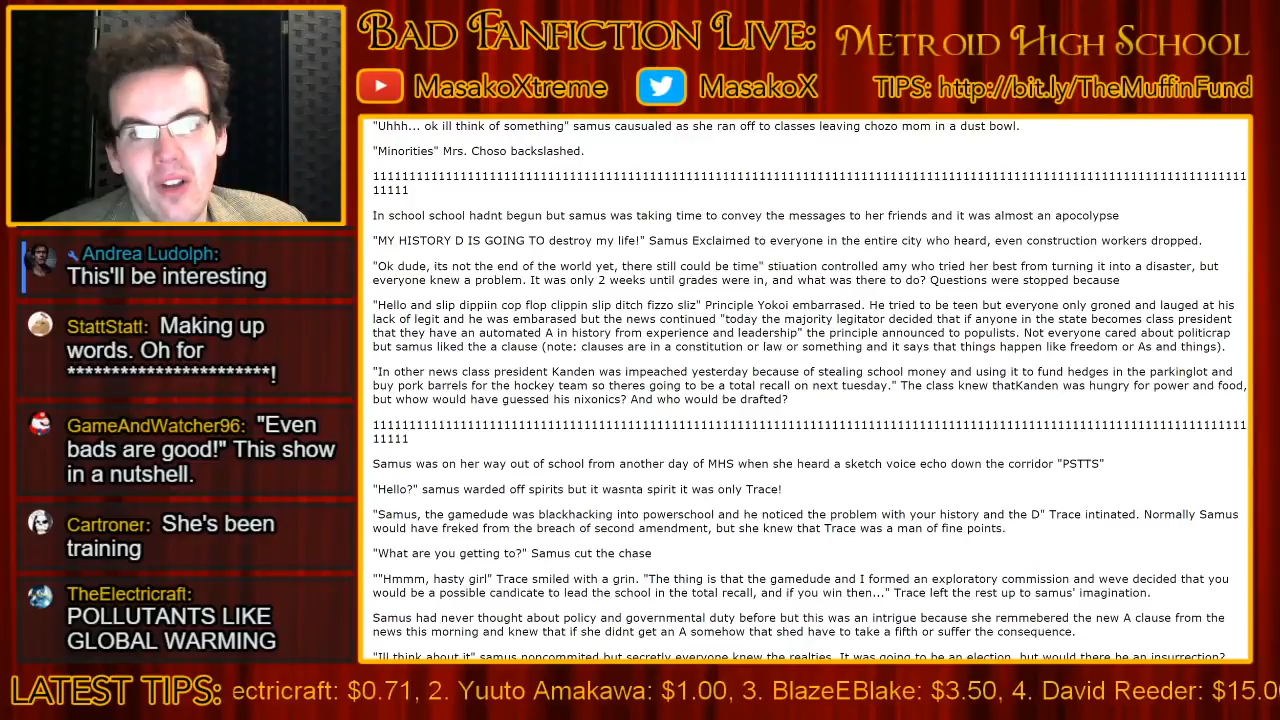 BAD FANFICTION LIVE: METROID HIGH SCHOOL
MasakoXtreme MasakoX TIPS: http://bit.ly/TheMuffinFund
"Uhhh... ok ill think of something" samus causualed as she ran off to classes leaving chozo mom in a dust bowl.
"Minorities" Mrs. Choso backslashed.
In school school hadnt begun but samus was taking time to convey the messages to her friends and it was almost an apocolypse
"MY HISTORY D IS GOING TO destroy my life!" Samus Exclaimed to everyone in the entire city who heard, even construction workers dropped.
"Ok dude, its not the end of the world yet, there still could be time" stiuation controlled amy who tried her best from turning it into a disaster, but
everyone knew a problem. It was only 2 weeks until grades were in, and what was there to do? Questions were stopped because
"Hello and slip dippiin cop flop clippin slip ditch fizzo sliz" Principle Yokoi embarrased. He tried to be teen but everyone only groned and lauged at his
lack of legit and he was embarased but the news continued "today the majority legitator decided that if anyone in the state becomes class president
that they have an automated A in history from experience and leadership" the principle announced to populists. Not everyone cared about politicrap
but samus liked the a clause (note: clauses are in a constitution or law or something and it says that things happen like freedom or As and things).
"In other news class president Kanden was impeached yesterday because of stealing school money and using it to fund hedges in the parkinglot and
buy pork barrels for the hockey team so theres going to be a total recall on next tuesday." The class knew thatKanden was hungry for power and food,
but whow would have guessed his nixonics? And who would be drafted?
Samus was on her way out of school from another day of MHS when she heard a sketch voice echo down the corridor "PSTTS"
"Hello?" samus warded off spirits but it wasnta spirit it was only Trace!
"Samus, the gamedude was blackhacking into powerschool and he noticed the problem with your history and the D" Trace intinated. Normally Samus
would have freked from the breach of second amendment, but she knew that Trace was a man of fine points.
"What are you getting to?" Samus cut the chase
""Hmmm, hasty girl" Trace smiled with a grin. "The thing is that the gamedude and I formed an exploratory commission and weve decided that you
would be a possible candicate to lead the school in the total recall, and if you win then..." Trace left the rest up to samus' imagination.
Samus had never thought about policy and governmental duty before but this was an intrigue because she remmebered the new A clause from the
news this morning and knew that if she didnt get an A somehow that shed have to take a fifth or suffer the consequence.
"Ill think about it" samus noncommited but secretly everyone knew the realties. It was going to be an election, but would there be an insurrection?
Andrea Ludolph:
This'll be interesting
StattStatt: Making up
words. Oh for
***********************!
GameAndWatcher96: "Even
bads are good!" This show
in a nutshell.
Cartroner: She's been
training
TheElectricraft:
POLLUTANTS LIKE
GLOBAL WARMING
LATEST TIPS: ectricraft: $0.71, 2. Yuuto Amakawa: $1.00, 3. BlazeEBlake: $3.50, 4. David Reeder: $15.0